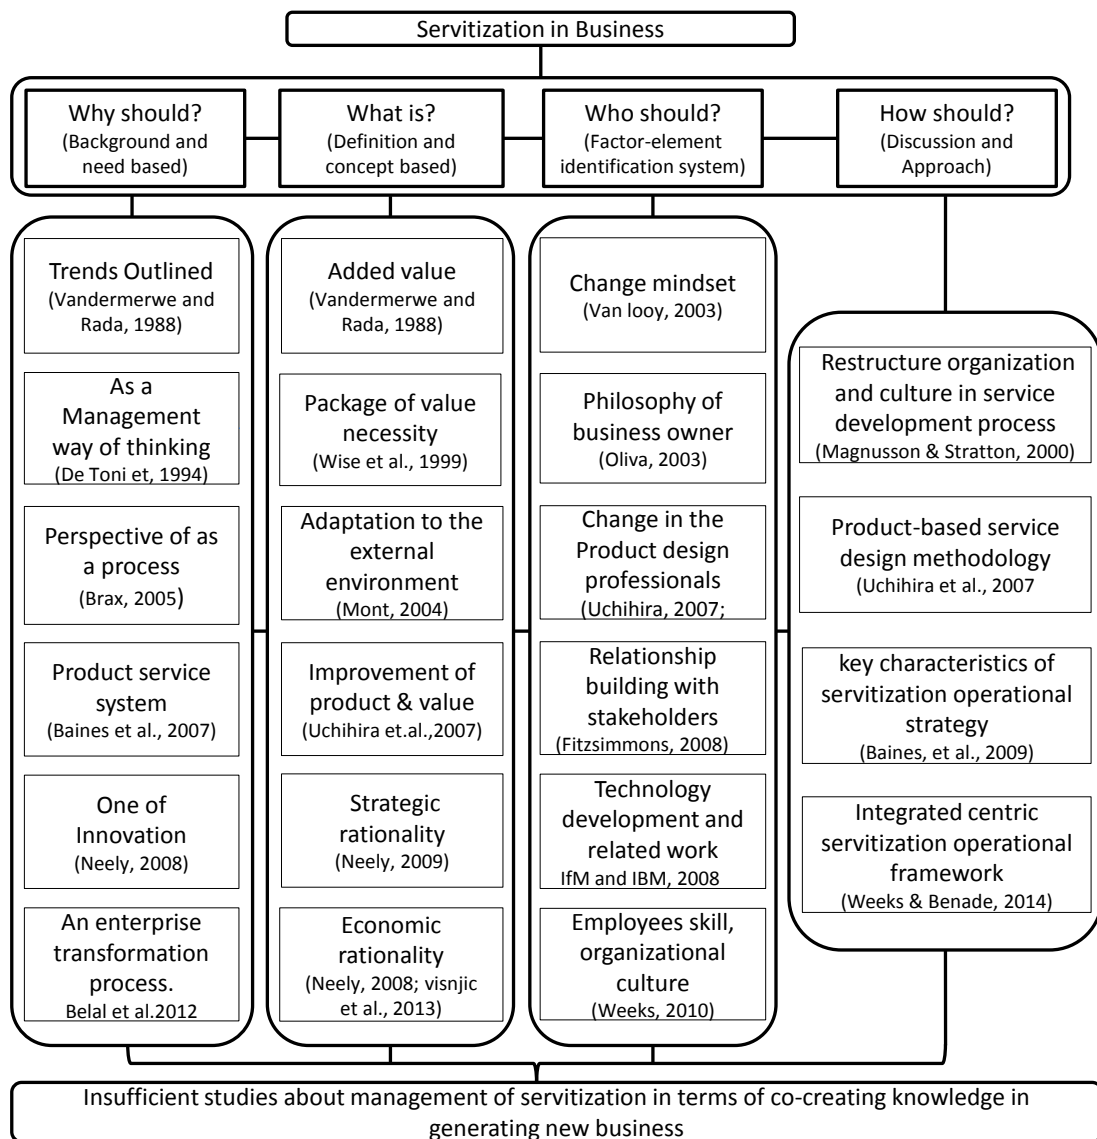 Servitization in Business
Why should?
(Background and
need based)
What is?
(Definition and
concept based)
Who should?
(Factor-element
identification system)
How should?
(Discussion and
Approach)
Trends Outlined
(Vandermerwe and
Rada, 1988)
As a
Management
way of thinking
(De Toni et, 1994)
Perspective of as
a process
(Brax, 2005)
Product service
system
(Baines et al., 2007)
One of
Innovation
(Neely, 2008)
An enterprise
transformation
process.
Belal et al.2012
Added value
(Vandermerwe and
Rada, 1988)
Package of value
necessity
(Wise et al., 1999)
Adaptation to the
external
environment
(Mont, 2004)
Improvement of
product & value
(Uchihira et.al.,2007)
Strategic
rationality
(Neely, 2009)
Economic
rationality
(Neely, 2008; visnjic
et al., 2013)
Change mindset
(Van looy, 2003)
Philosophy of
business owner
(Oliva, 2003)
Change in the
Product design
professionals
(Uchihira, 2007;
Relationship
building with
stakeholders
(Fitzsimmons, 2008)
Technology
development and
related work
IfM and IBM, 2008
Employees skill,
organizational
culture
(Weeks, 2010)
Restructure organization
and culture in service
development process
(Magnusson & Stratton, 2000)
Product-based service
design methodology
(Uchihira et al., 2007
key characteristics of
servitization operational
strategy
(Baines, et al., 2009)
Integrated centric
servitization operational
framework
(Weeks & Benade, 2014)
Insufficient studies about management of servitization in terms of co-creating knowledge in
generating new business